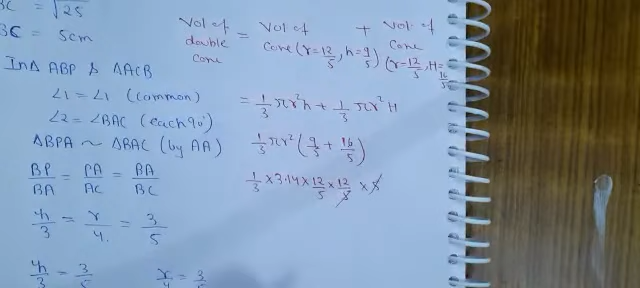 BC = √25
BC = 5cm
In Δ ABP & ΔACB
∠1 = ∠1 (common)
∠2 = ∠BAC (each 90°)
ΔBPA ~ ΔBAC (by AA)
BP/BA = PA/AC = BA/BC
h/3 = r/4 = 3/5
h/3 = 3/5 r/4 = 3/5
Vol of double cone = Vol of cone (r=12/5, h=9/5) + Vol of cone (r=12/5, H=16/5)
= 1/3 πr²h + 1/3 πr²H
1/3 πr² (9/5 + 16/5)
1/3 × 3.14 × 12/5 × 12/5 × 5